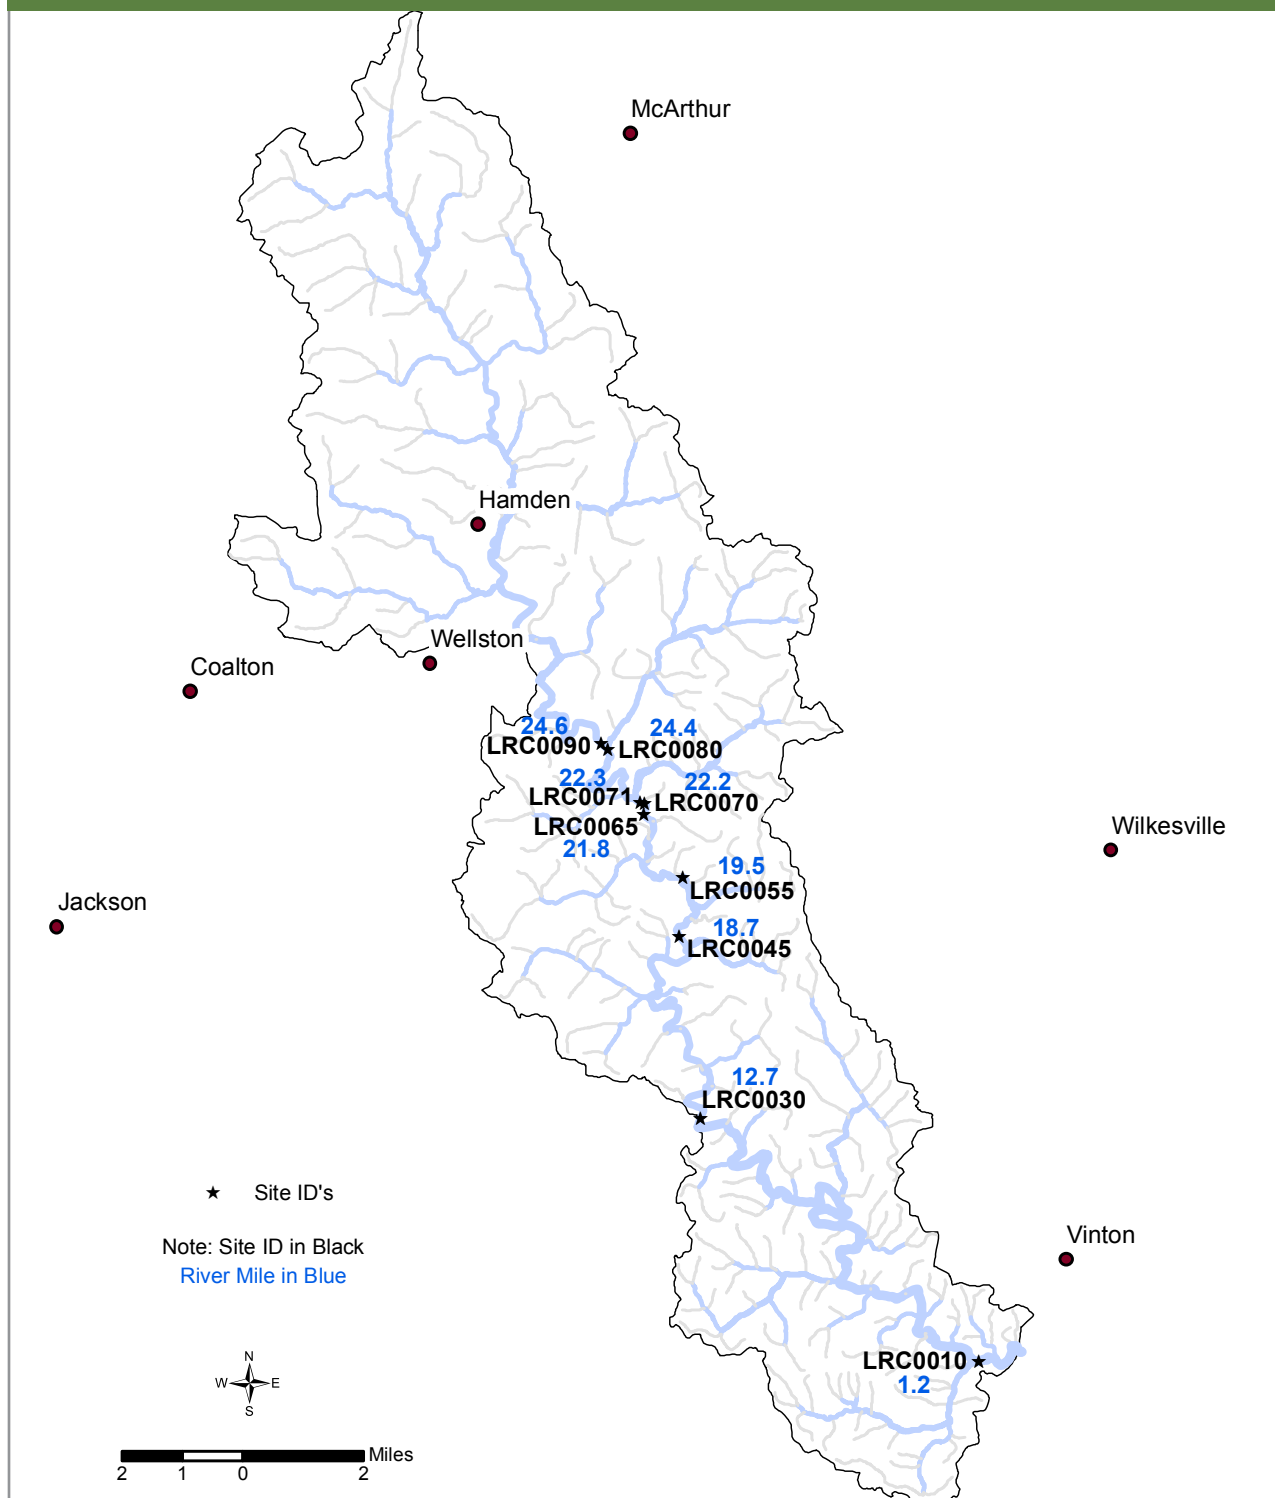 McArthur
Hamden
Wellston
Coalton
24.6
24.4
LRC0090
LRC0080
22.3
22.2
LRC0071
LRC0070
LRC0065
21.8
Wilkesville
19.5
LRC0055
Jackson
18.7
LRC0045
12.7
LRC0030
Site ID's
Note: Site ID in Black
River Mile in Blue
Vinton
LRC0010
1.2
N
W E
S
Miles
2 1 0 2